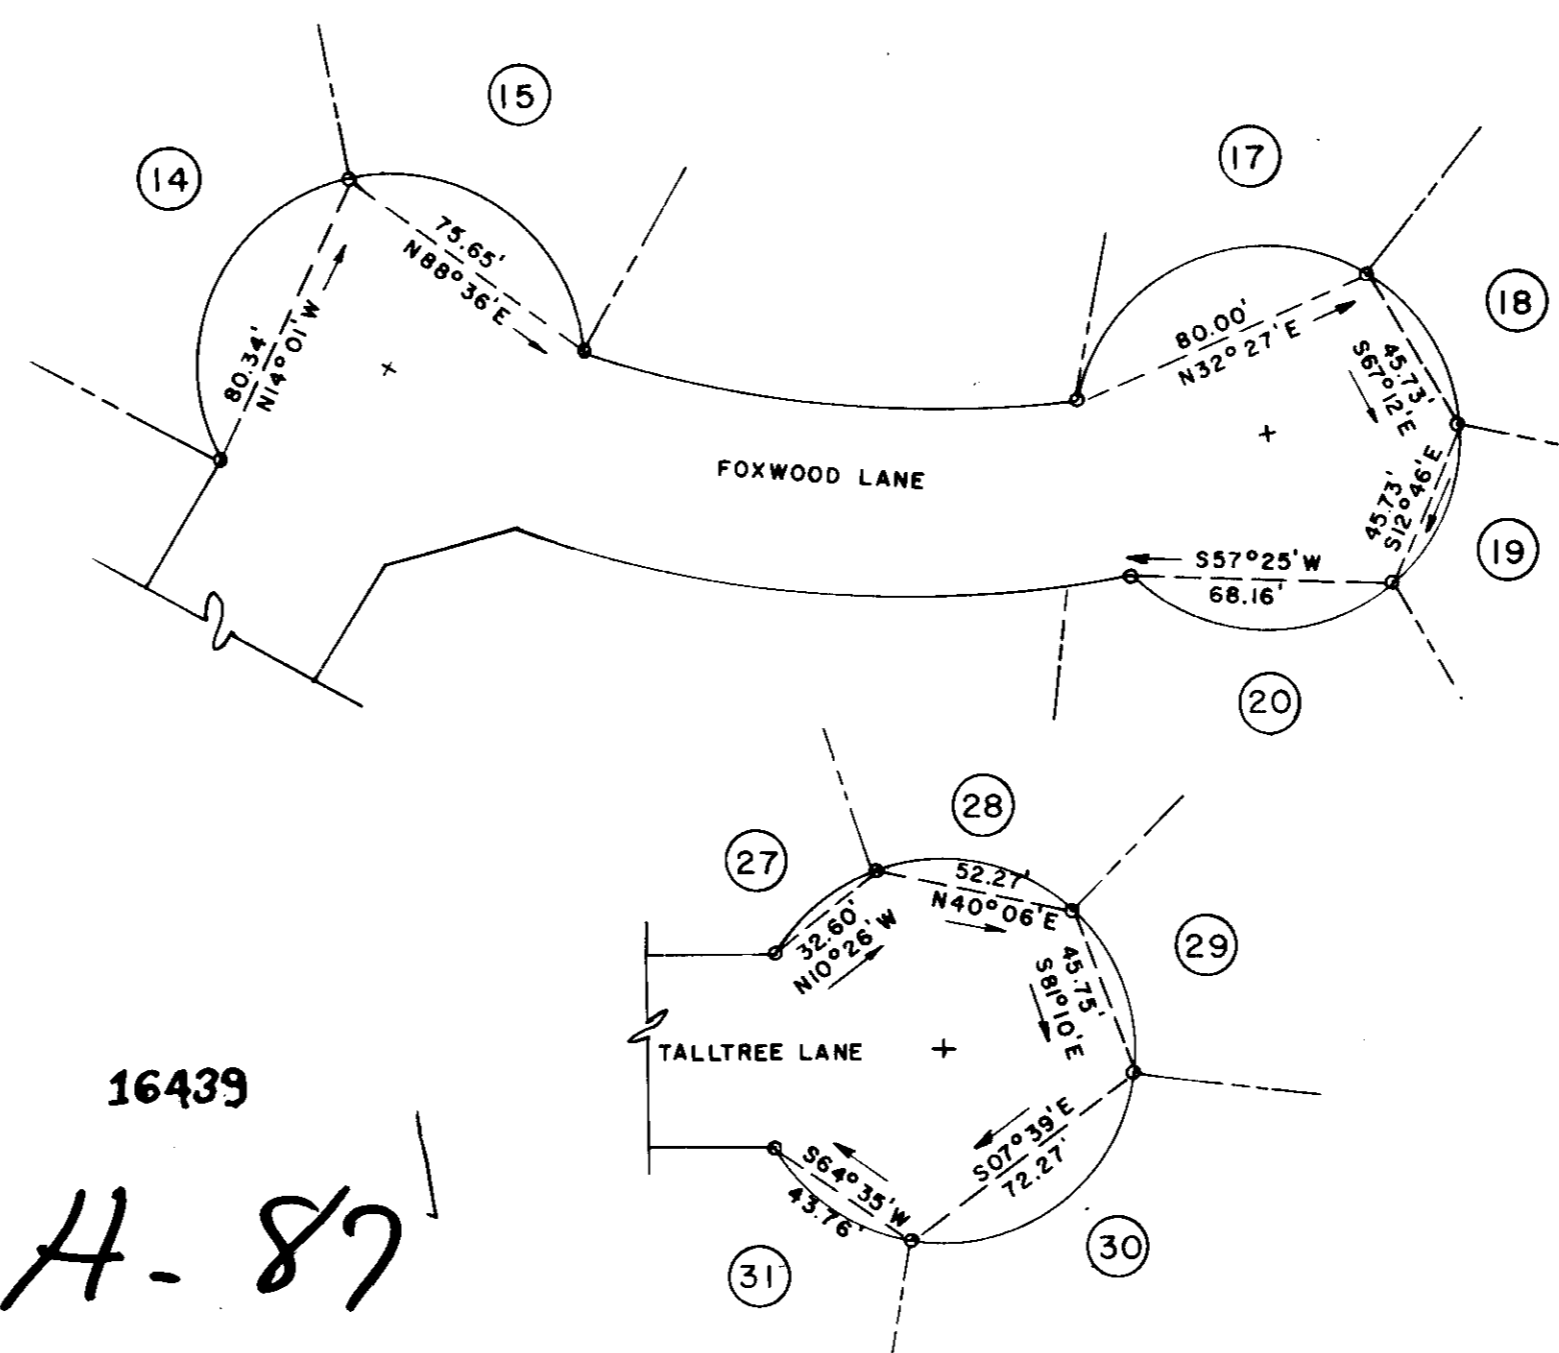 15
14
17
18
75.65'
N88°36'E
80.34'
N14°01'W
80.00'
N32°27'E
45.73'
S67°12'E
FOXWOOD LANE
45.73'
S12°46'E
19
S57°25'W
68.16'
20
28
27
52.27'
N40°06'E
32.60'
N10°26'W
29
45.75'
S81°10'E
TALLTREE LANE
16439
S07°39'E
72.27'
S64°35'W
43.76'
30
31
H-87